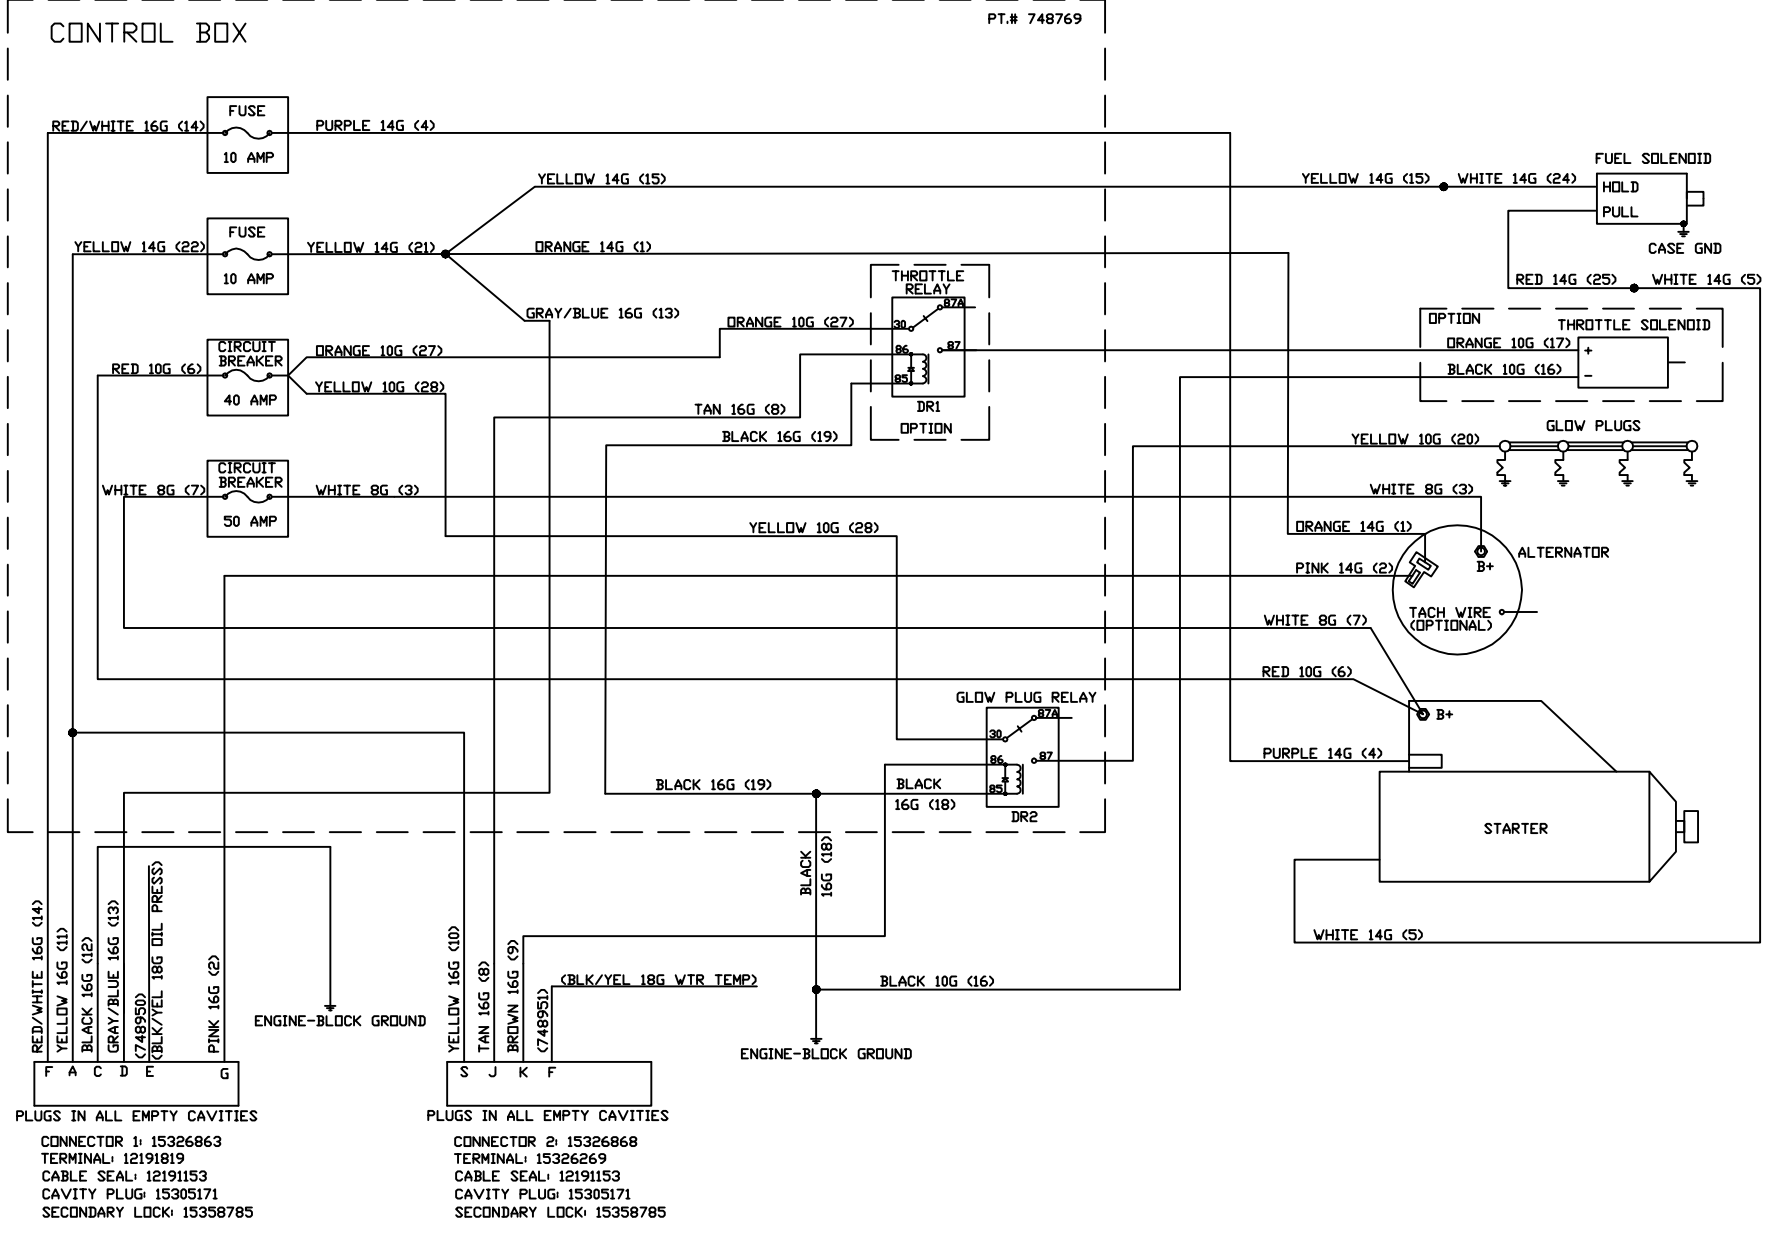 CONTROL BOX
PT.# 748769
FUSE
RED/WHITE 16G (14)
PURPLE 14G (4)
10 AMP
FUEL SOLENOID
YELLOW 14G (15)
YELLOW 14G (15)
WHITE 14G (24)
HOLD
PULL
FUSE
YELLOW 14G (22)
YELLOW 14G (21)
ORANGE 14G (1)
CASE GND
10 AMP
THROTTLE
RELAY
RED 14G (25)
WHITE 14G (5)
87A
GRAY/BLUE 16G (13)
ORANGE 10G (27)
30
OPTION
THROTTLE SOLENOID
CIRCUIT
BREAKER
ORANGE 10G (27)
86
87
ORANGE 10G (17)
+
RED 10G (6)
YELLOW 10G (28)
85
BLACK 10G (16)
-
40 AMP
TAN 16G (8)
DR1
OPTION
BLACK 16G (19)
GLOW PLUGS
YELLOW 10G (20)
CIRCUIT
BREAKER
WHITE 8G (7)
WHITE 8G (3)
WHITE 8G (3)
50 AMP
YELLOW 10G (28)
ORANGE 14G (1)
ALTERNATOR
PINK 14G (2)
B+
TACH WIRE
(OPTIONAL)
WHITE 8G (7)
RED 10G (6)
GLOW PLUG RELAY
87A
B+
30
86
87
PURPLE 14G (4)
BLACK 16G (19)
BLACK
16G (18)
85
DR2
STARTER
BLACK
16G (18)
WHITE 14G (5)
RED/WHITE 16G (14)
YELLOW 16G (11)
BLACK 16G (12)
GRAY/BLUE 16G (13)
(748950)
(BLK/YEL 18G OIL PRESS)
PINK 16G (2)
ENGINE-BLOCK GROUND
YELLOW 16G (10)
TAN 16G (8)
BROWN 16G (9)
(748951)
(BLK/YEL 18G WTR TEMP)
BLACK 10G (16)
ENGINE-BLOCK GROUND
F A C D E G
S J K F
PLUGS IN ALL EMPTY CAVITIES
PLUGS IN ALL EMPTY CAVITIES
CONNECTOR 1: 15326863
TERMINAL: 12191819
CABLE SEAL: 12191153
CAVITY PLUG: 15305171
SECONDARY LOCK: 15358785
CONNECTOR 2: 15326868
TERMINAL: 15326269
CABLE SEAL: 12191153
CAVITY PLUG: 15305171
SECONDARY LOCK: 15358785